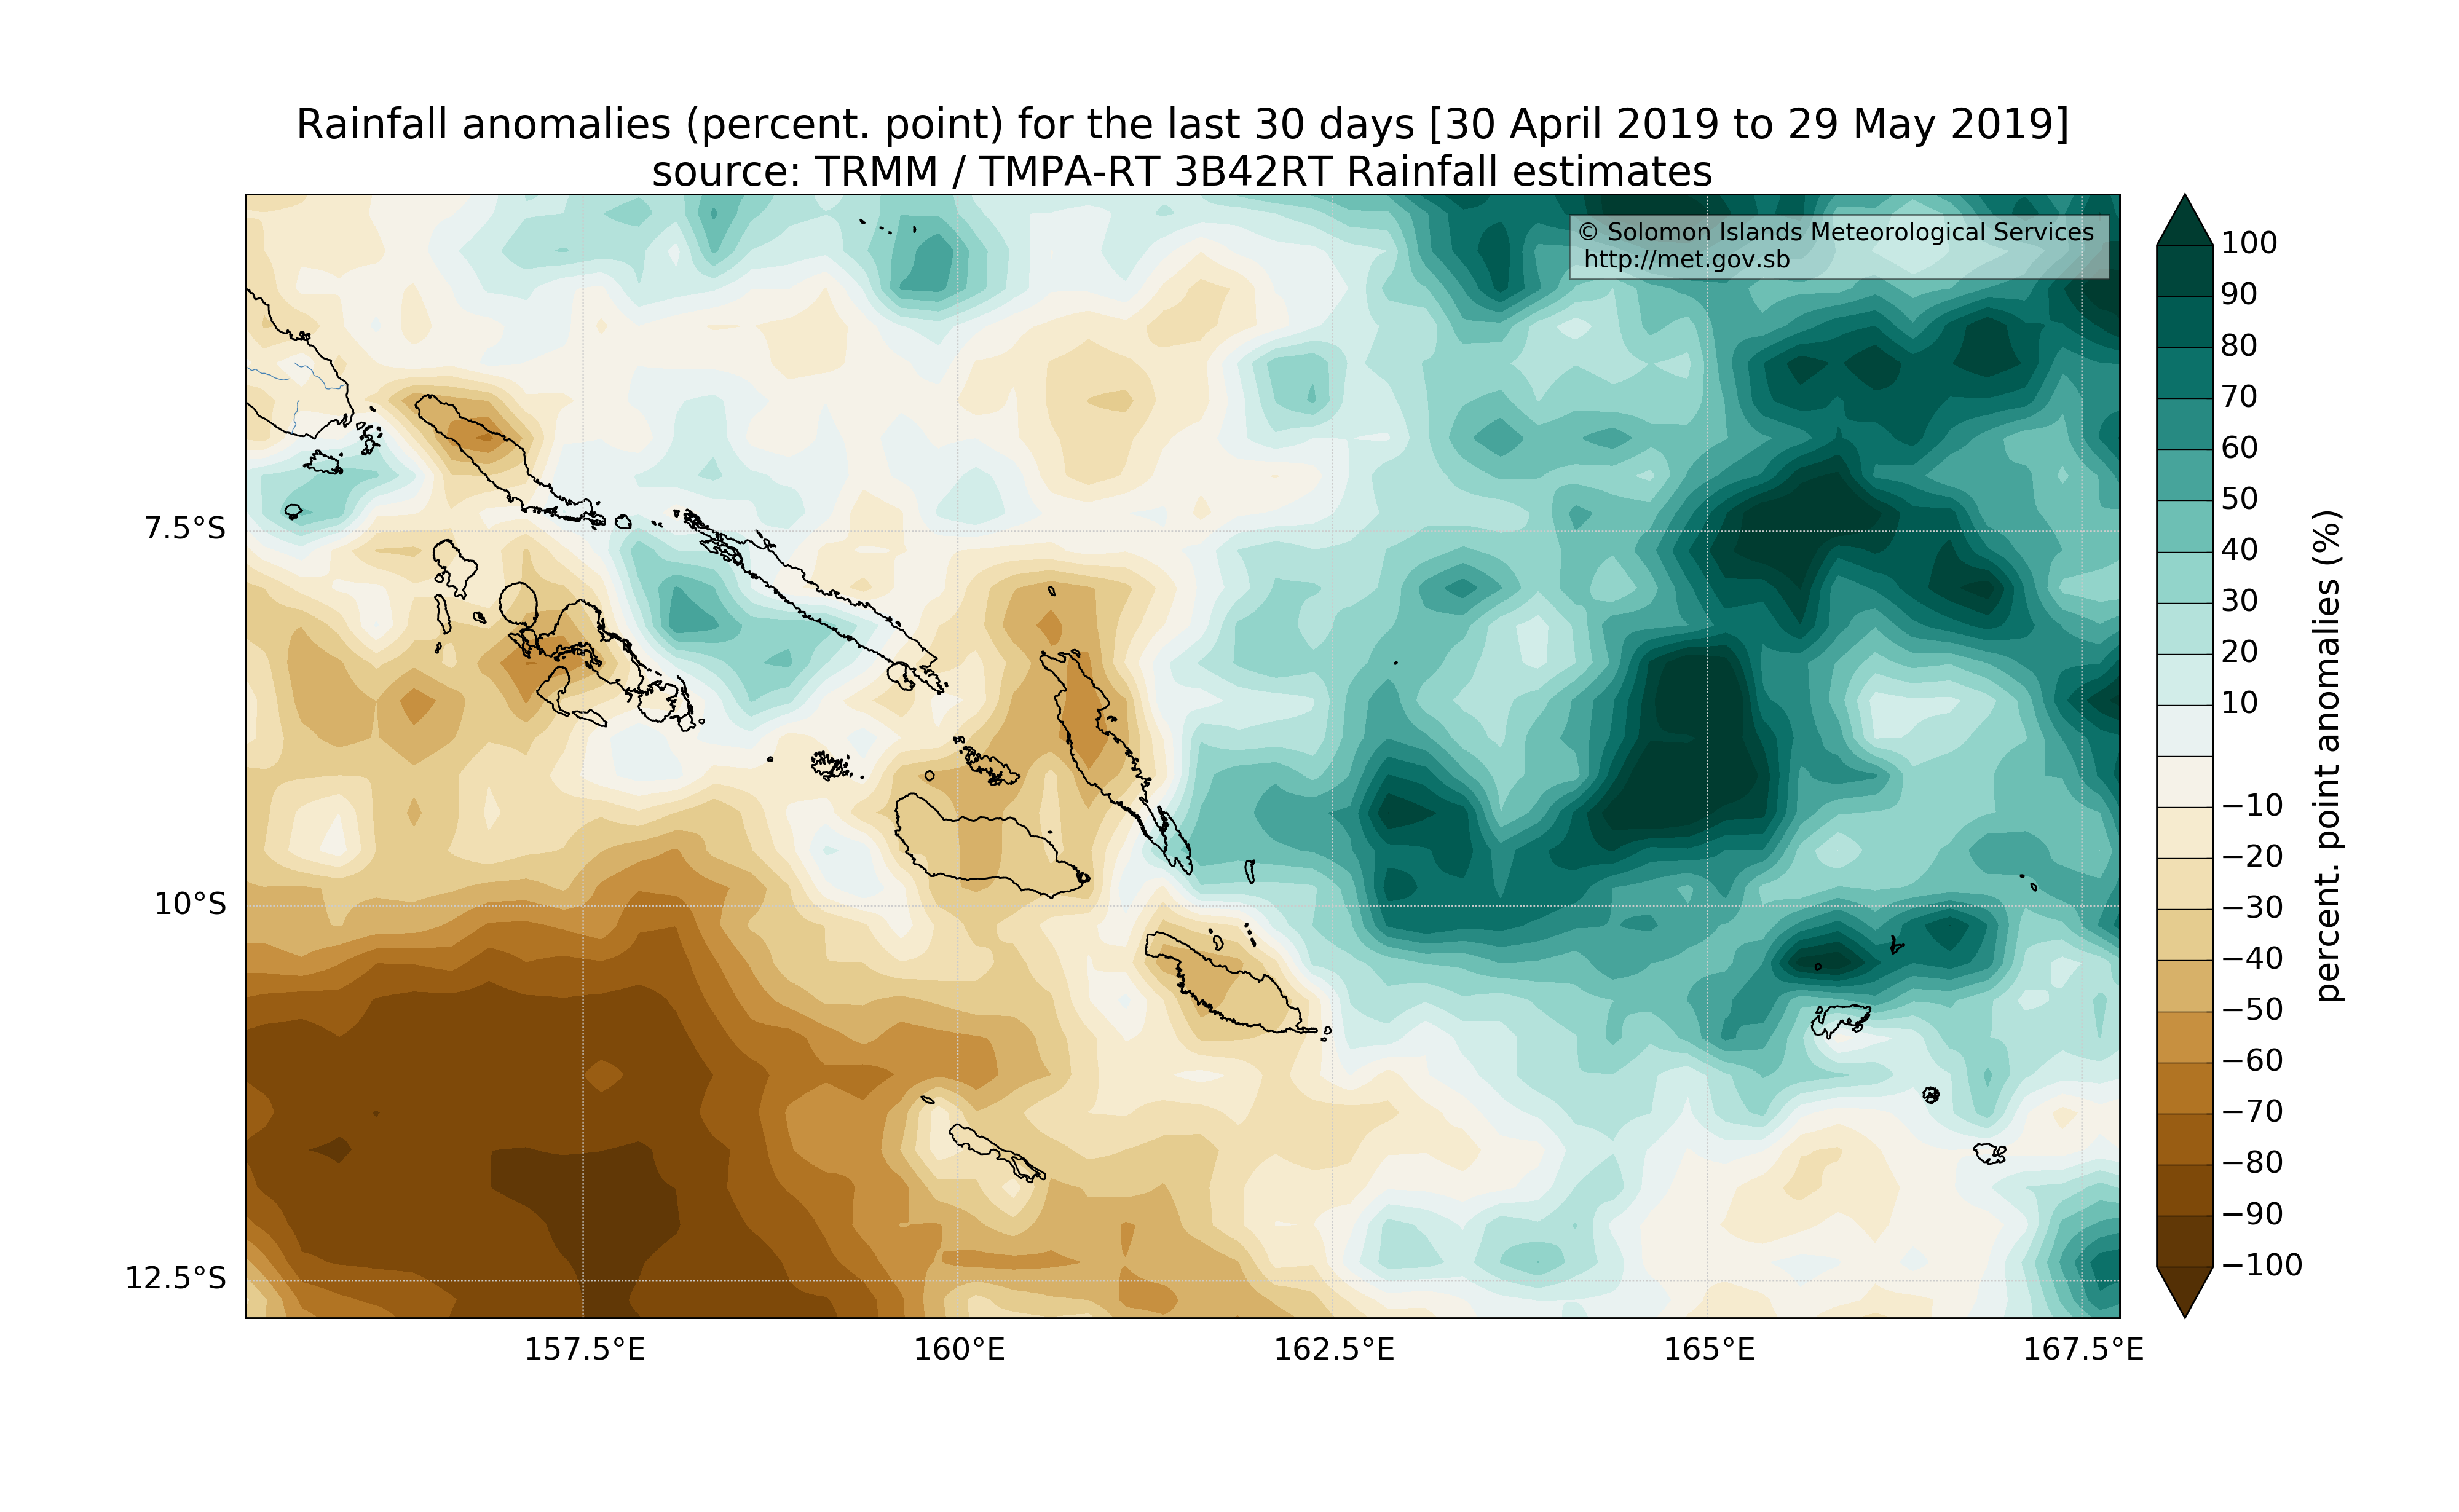 Rainfall anomalies (percent. point) for the last 30 days [30 April 2019 to 29 May 2019]
source: TRMM / TMPA-RT 3B42RT Rainfall estimates
© Solomon Islands Meteorological Services
http://met.gov.sb
7.5°S
10°S
12.5°S
157.5°E
160°E
162.5°E
165°E
167.5°E
100
90
80
70
60
50
40
30
20
10
−10
−20
−30
−40
−50
−60
−70
−80
−90
−100
percent. point anomalies (%)